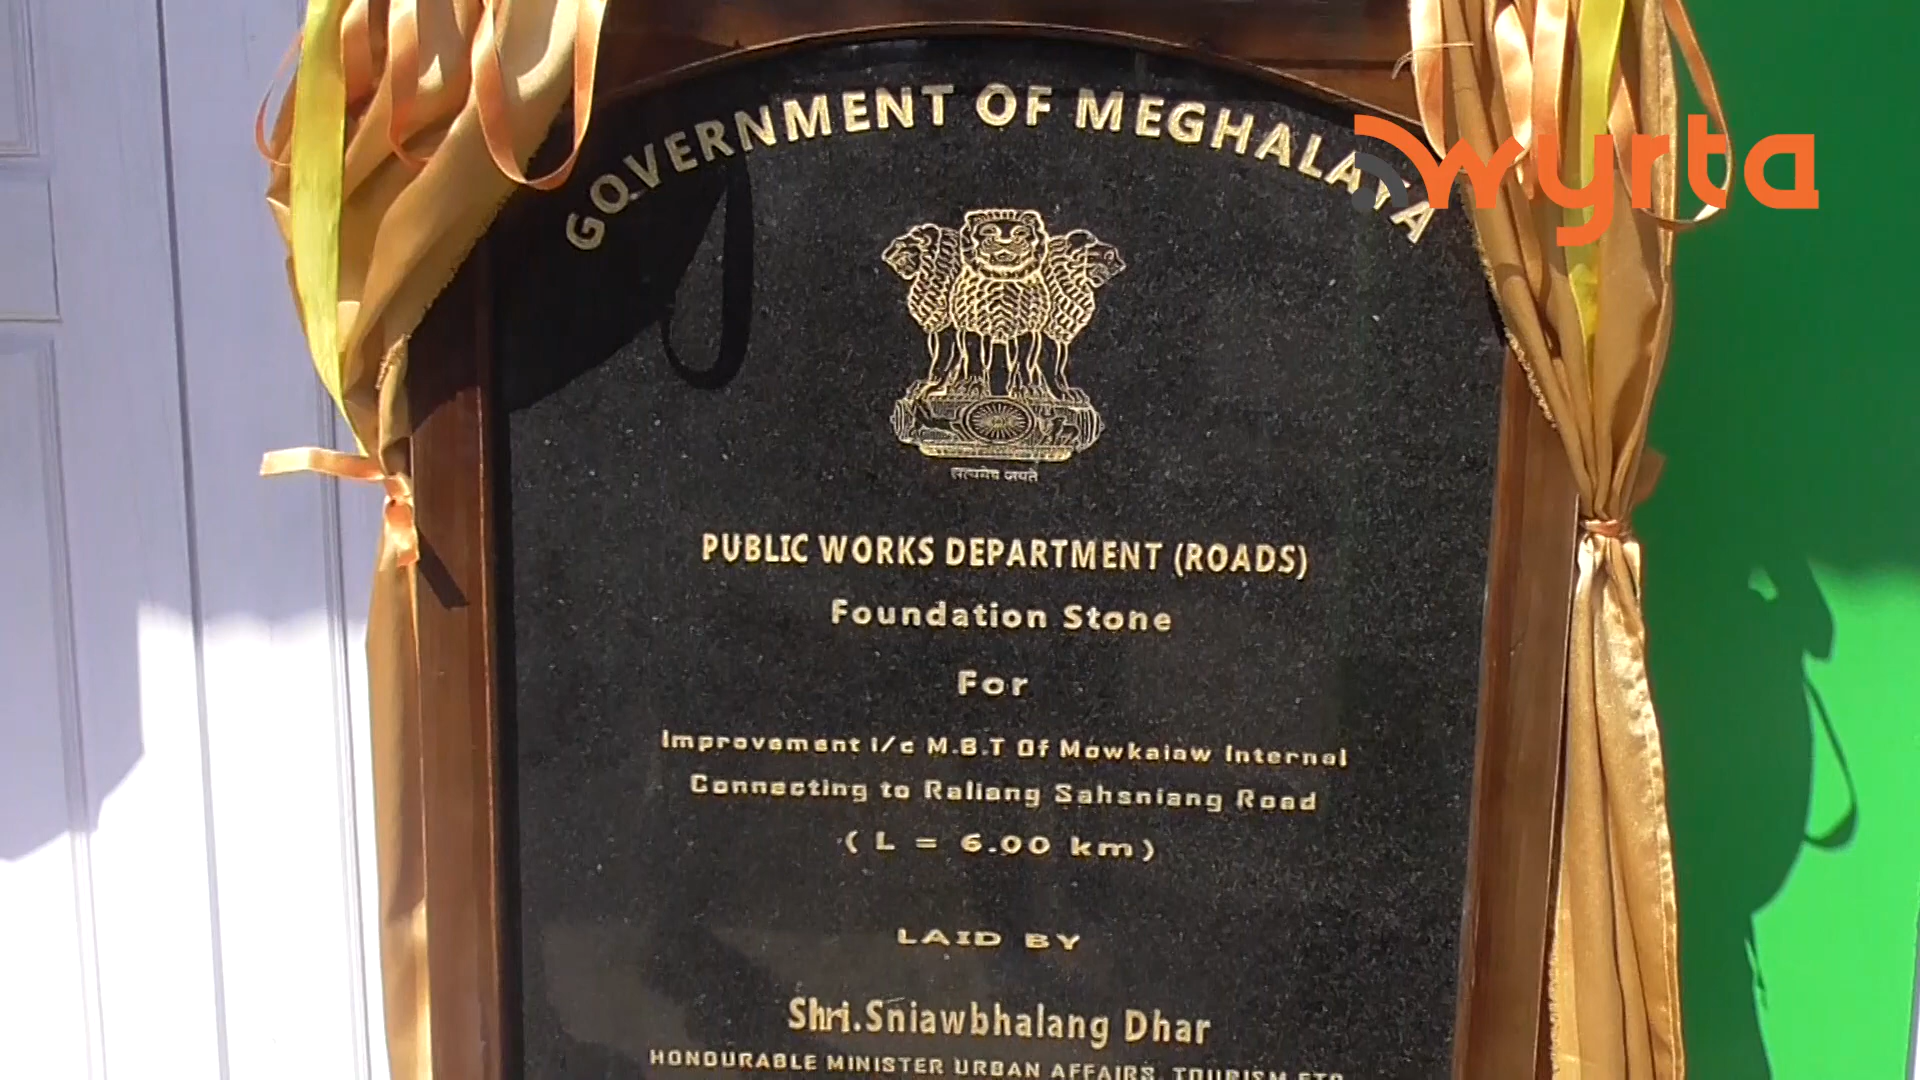 GOVERNMENT OF MEGHALAYA
wyrta
सत्यमेव जयते
PUBLIC WORKS DEPARTMENT (ROADS)
Foundation Stone
For
Improvement i/c M.B.T Of Mowkaiaw Internal
Connecting to Raliang Sahsniang Road
( L = 6.00 km )
LAID BY
Shri.Sniawbhalang Dhar
HONOURABLE MINISTER URBAN AFFAIRS, TOURISM ETC